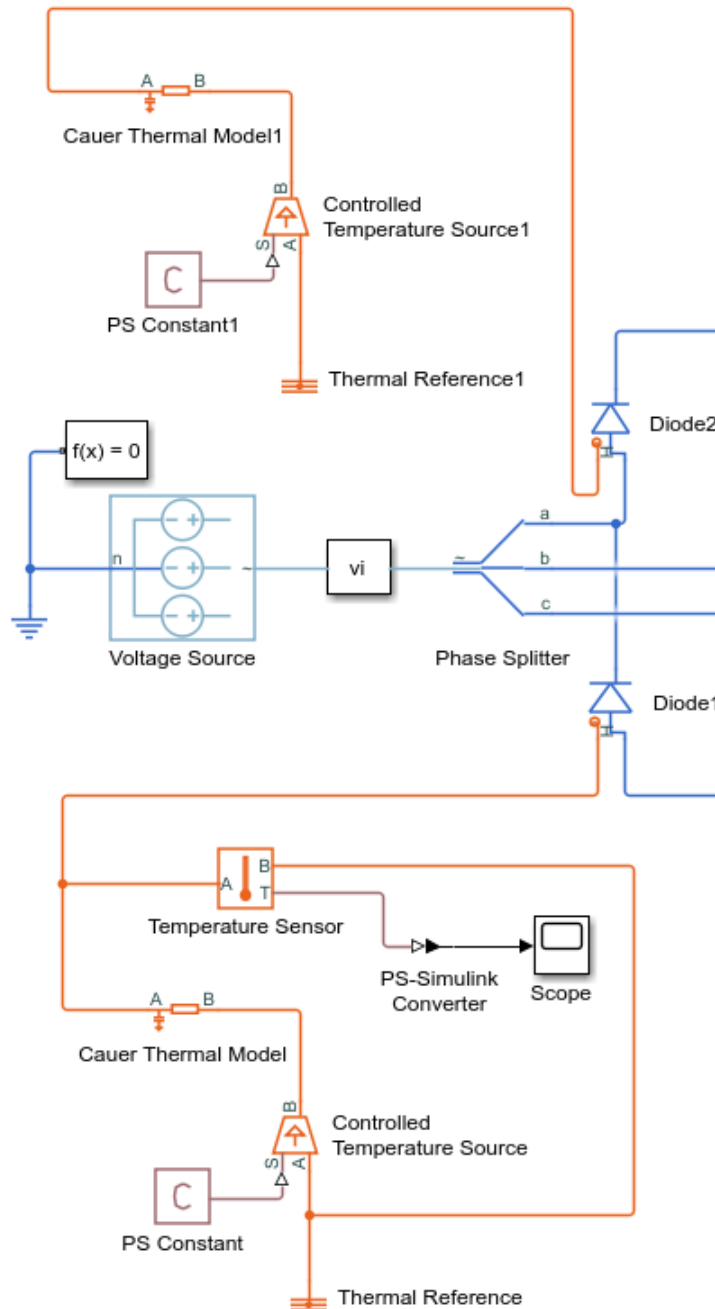 A B
Cauer Thermal Model1
B
Controlled
Temperature Source1
S A
C
PS Constant1
Thermal Reference1
f(x) = 0
Diode2
H
n
~
vi
~
a
b
c
Voltage Source
Phase Splitter
Diode1
H
A
B
T
Temperature Sensor
PS-Simulink
Converter
Scope
A B
Cauer Thermal Model
B
Controlled
Temperature Source
S A
C
PS Constant
Thermal Reference